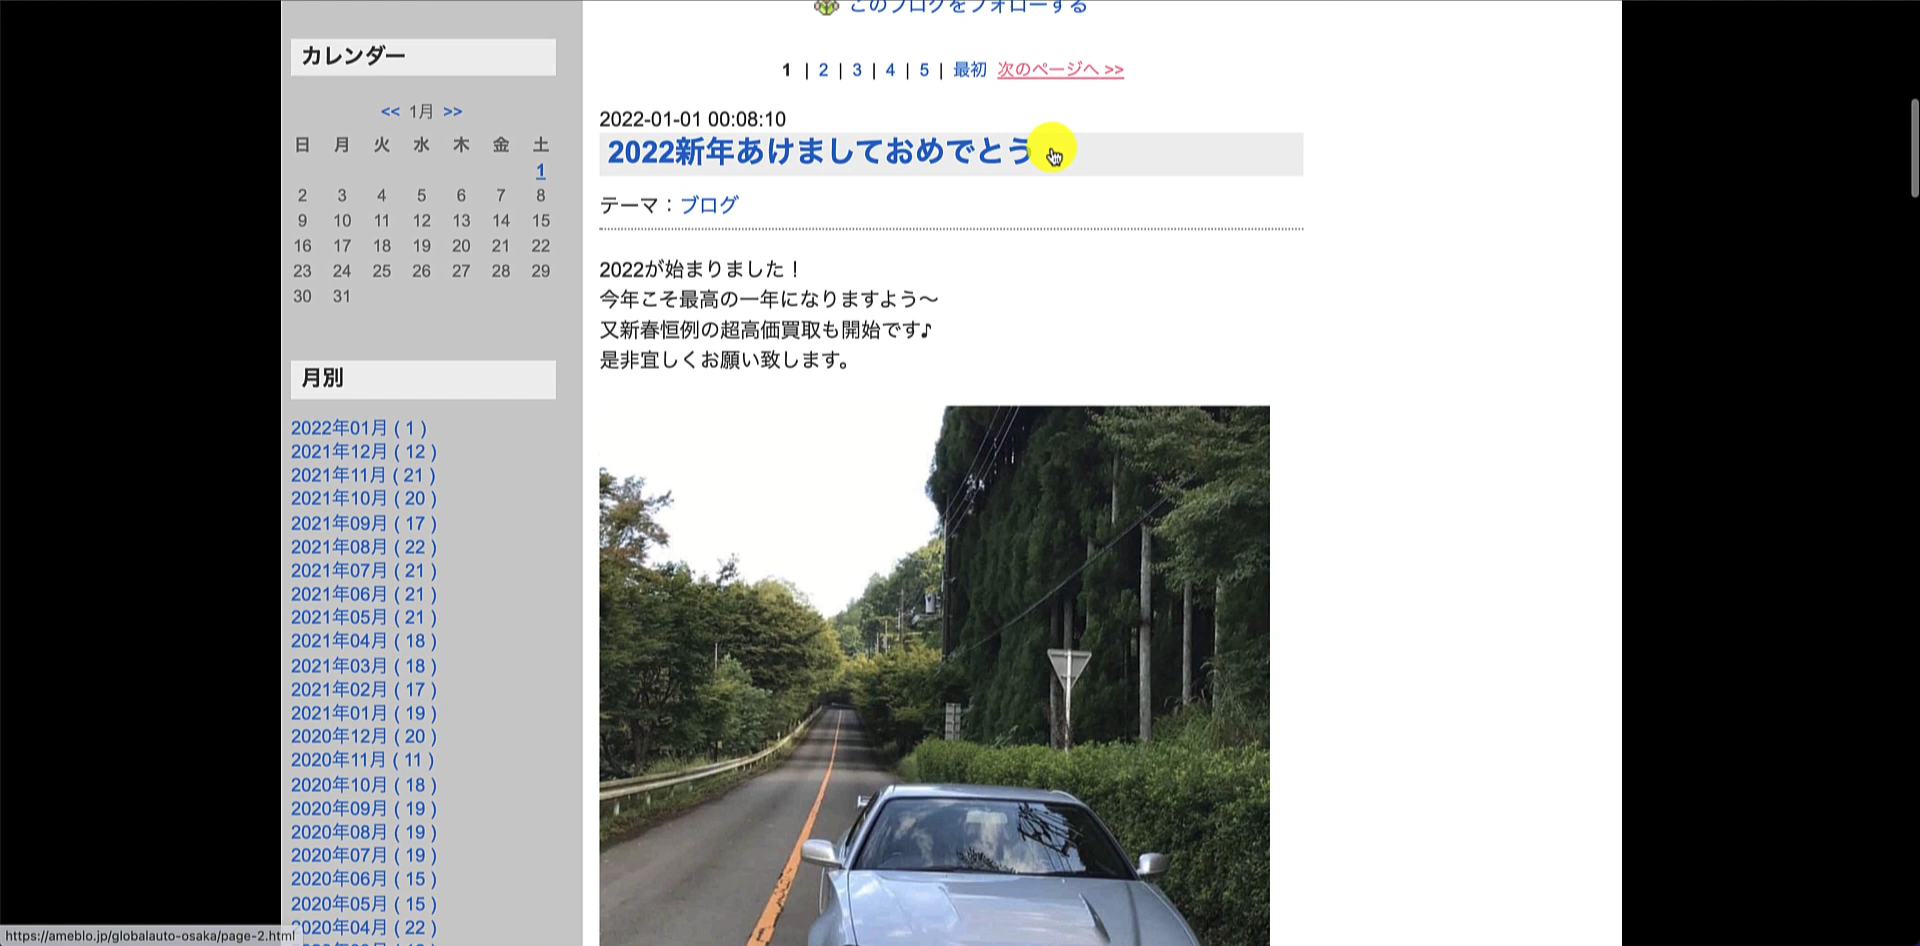 このブログをフォローする
カレンダー
<< 1月 >>
日 月 火 水 木 金 土
1
2 3 4 5 6 7 8
9 10 11 12 13 14 15
16 17 18 19 20 21 22
23 24 25 26 27 28 29
30 31
月別
2022年01月 ( 1 )
2021年12月 ( 12 )
2021年11月 ( 21 )
2021年10月 ( 20 )
2021年09月 ( 17 )
2021年08月 ( 22 )
2021年07月 ( 21 )
2021年06月 ( 21 )
2021年05月 ( 21 )
2021年04月 ( 18 )
2021年03月 ( 18 )
2021年02月 ( 17 )
2021年01月 ( 19 )
2020年12月 ( 20 )
2020年11月 ( 11 )
2020年10月 ( 18 )
2020年09月 ( 19 )
2020年08月 ( 19 )
2020年07月 ( 19 )
2020年06月 ( 15 )
2020年05月 ( 15 )
2020年04月 ( 22 )
1 | 2 | 3 | 4 | 5 | 最初 次のページへ >>
2022-01-01 00:08:10
2022新年あけましておめでとう
テーマ：ブログ
2022が始まりました！
今年こそ最高の一年になりますよう〜
又新春恒例の超高価買取も開始です♪
是非宜しくお願い致します。
https://ameblo.jp/globalauto-osaka/page-2.html